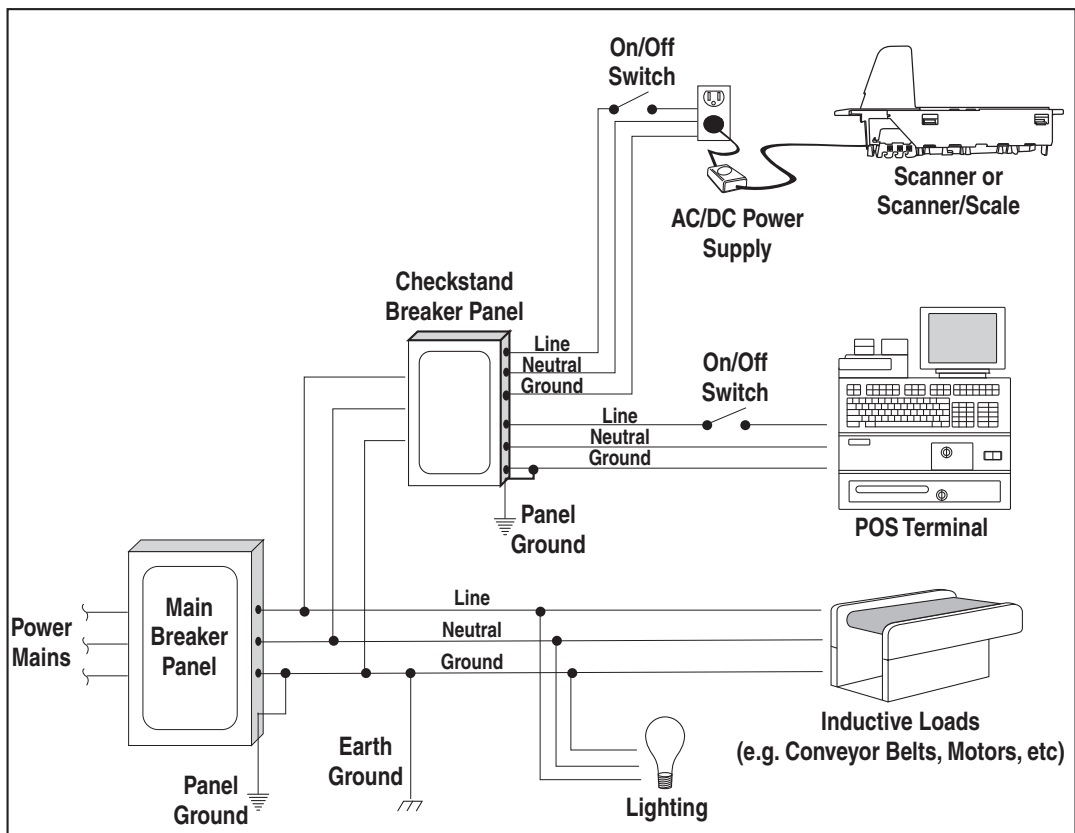 On/Off
Switch
Scanner or
Scanner/Scale
AC/DC Power
Supply
Checkstand
Breaker Panel
Line
Neutral
Ground
On/Off
Switch
Line
Neutral
Ground
Panel
Ground
POS Terminal
Main
Breaker
Panel
Power
Mains
Line
Neutral
Ground
Earth
Ground
Panel
Ground
Lighting
Inductive Loads
(e.g. Conveyor Belts, Motors, etc)